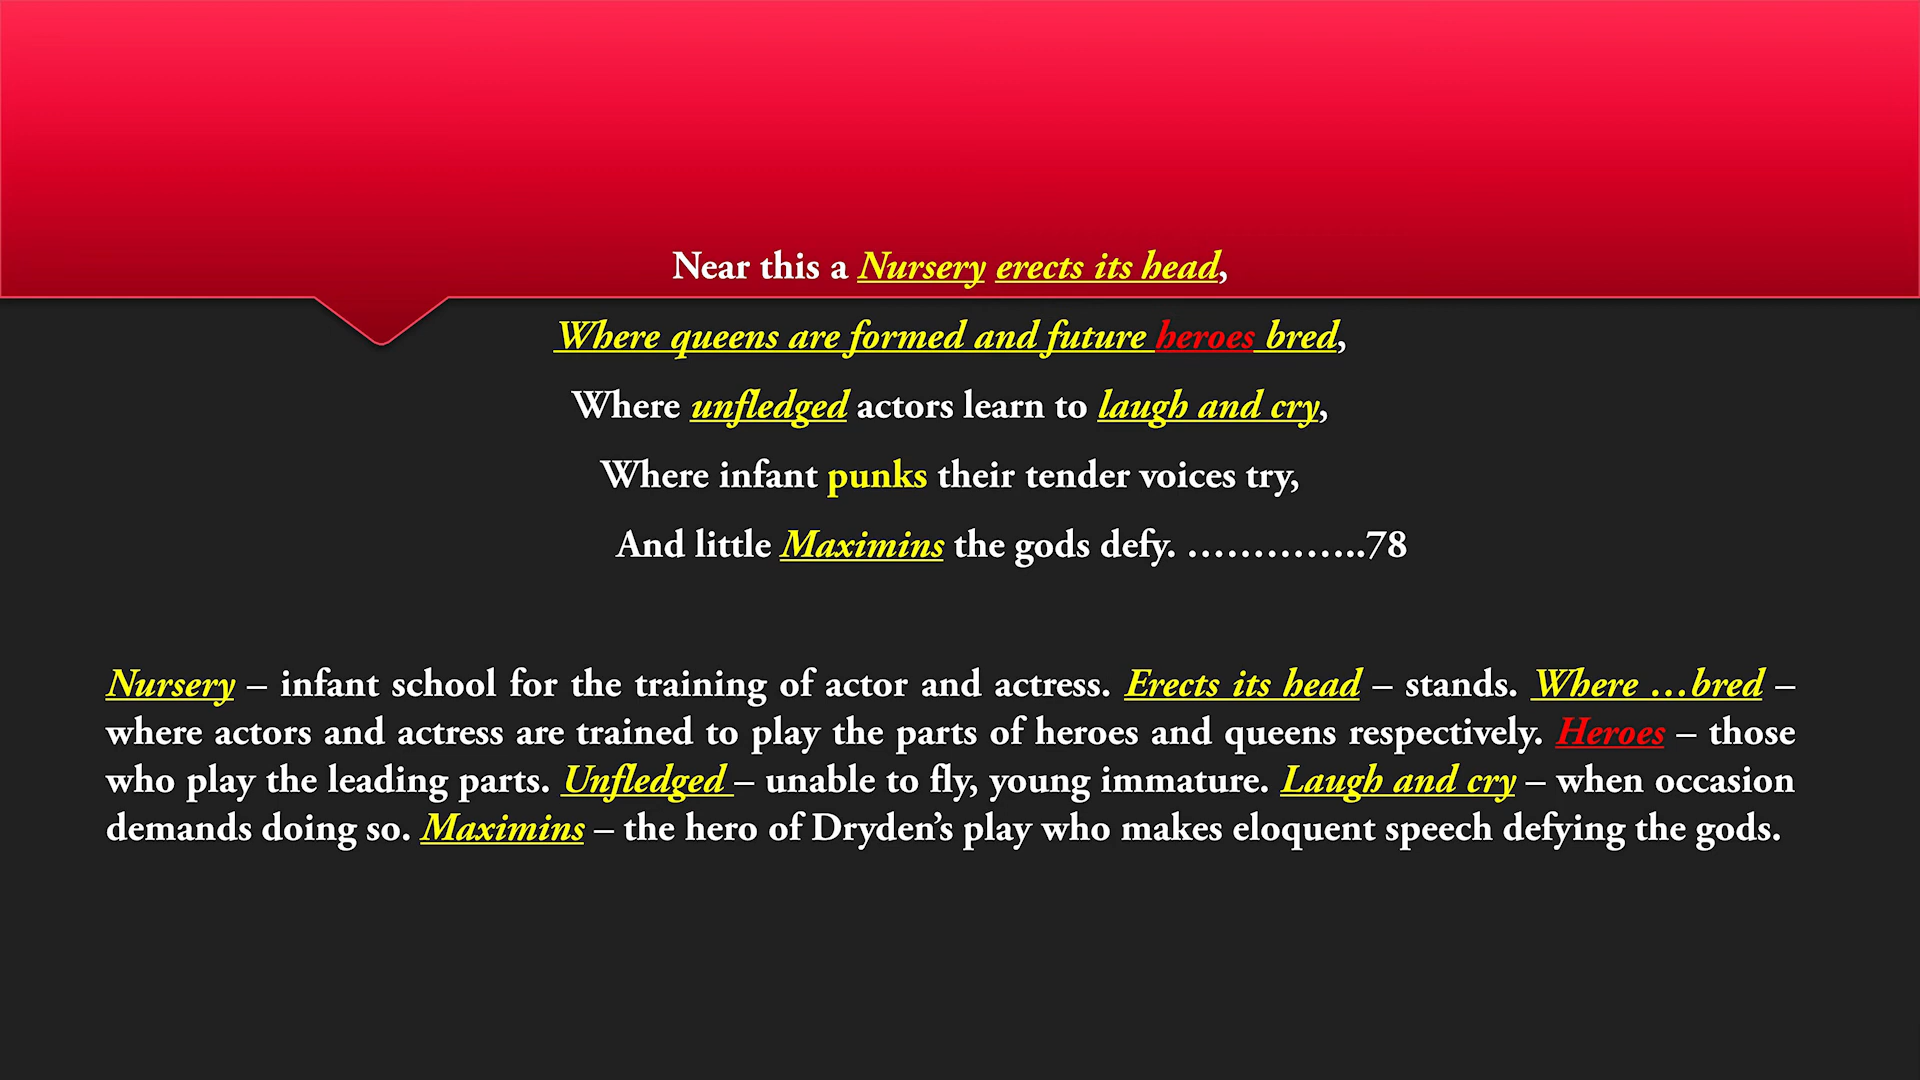 Near this a Nursery erects its head,
Where queens are formed and future heroes bred,
Where unfledged actors learn to laugh and cry,
Where infant punks their tender voices try,
And little Maximins the gods defy. …………..78
Nursery – infant school for the training of actor and actress. Erects its head – stands. Where …bred –
where actors and actress are trained to play the parts of heroes and queens respectively. Heroes – those
who play the leading parts. Unfledged – unable to fly, young immature. Laugh and cry – when occasion
demands doing so. Maximins – the hero of Dryden’s play who makes eloquent speech defying the gods.